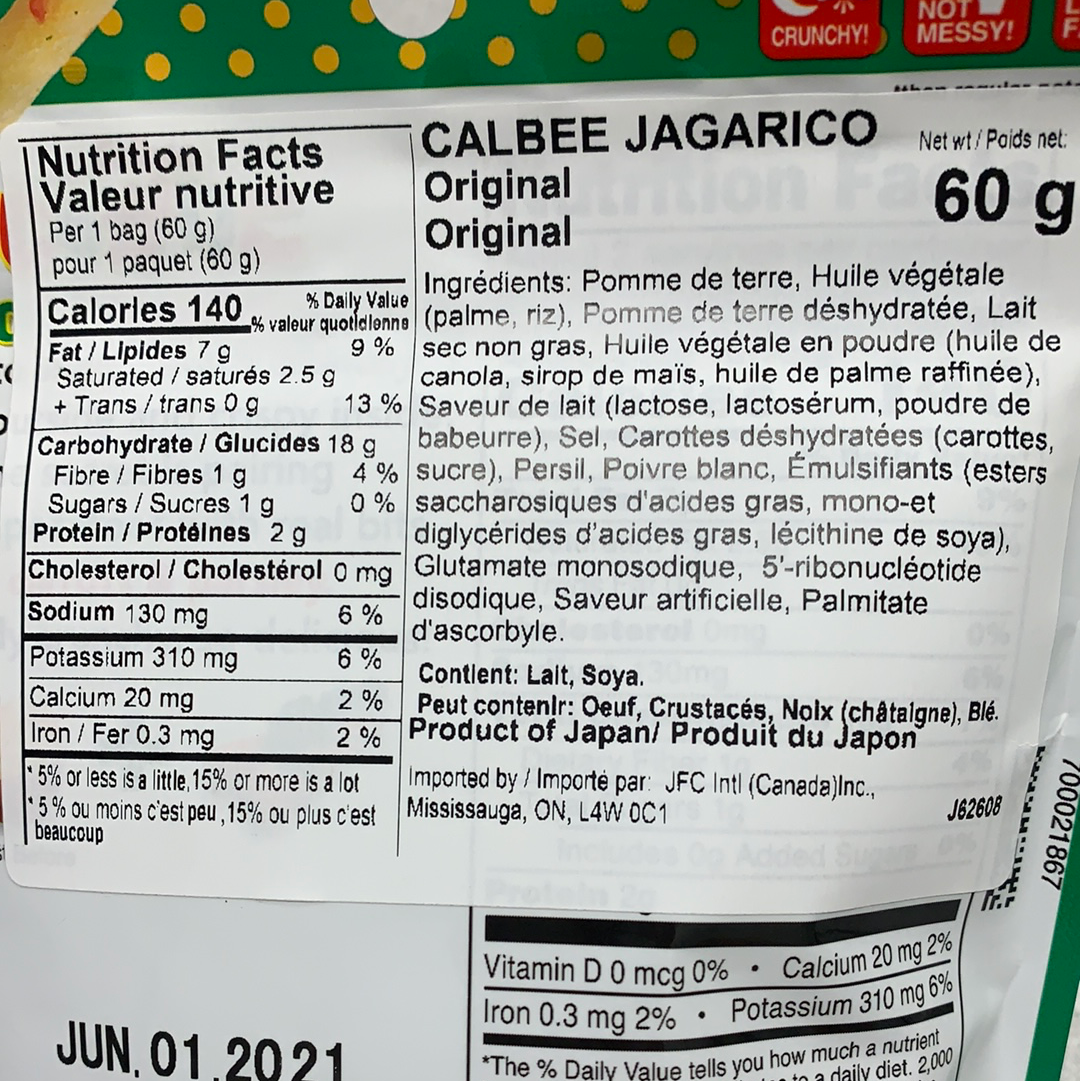 CRUNCHY!
NOT
MESSY!
Nutrition Facts
Valeur nutritive
Per 1 bag (60 g)
pour 1 paquet (60 g)
Calories 140
% Daily Value
% valeur quotidienne
Fat / Lipides 7 g 9 %
Saturated / saturés 2.5 g
+ Trans / trans 0 g 13 %
Carbohydrate / Glucides 18 g
Fibre / Fibres 1 g 4 %
Sugars / Sucres 1 g 0 %
Protein / Protéines 2 g
Cholesterol / Cholestérol 0 mg
Sodium 130 mg 6 %
Potassium 310 mg 6 %
Calcium 20 mg 2 %
Iron / Fer 0.3 mg 2 %
* 5% or less is a little, 15% or more is a lot
* 5 % ou moins c'est peu , 15% ou plus c'est
beaucoup
CALBEE JAGARICO
Original
Original
Net wt / Poids net:
60 g
Ingrédients: Pomme de terre, Huile végétale
(palme, riz), Pomme de terre déshydratée, Lait
sec non gras, Huile végétale en poudre (huile de
canola, sirop de maïs, huile de palme raffinée),
Saveur de lait (lactose, lactosérum, poudre de
babeurre), Sel, Carottes déshydratées (carottes,
sucre), Persil, Poivre blanc, Émulsifiants (esters
saccharosiques d'acides gras, mono-et
diglycérides d'acides gras, lécithine de soya),
Glutamate monosodique, 5'-ribonucléotide
disodique, Saveur artificielle, Palmitate
d'ascorbyle.
Contient: Lait, Soya.
Peut contenir: Oeuf, Crustacés, Noix (châtaigne), Blé.
Product of Japan/ Produit du Japon
Imported by / Importé par: JFC Intl (Canada)Inc.,
Mississauga, ON, L4W 0C1
J62608
700021867
Vitamin D 0 mcg 0% • Calcium 20 mg 2%
Iron 0.3 mg 2% • Potassium 310 mg 6%
*The % Daily Value tells you how much a nutrient
to a daily diet. 2,000
JUN. 01.2021